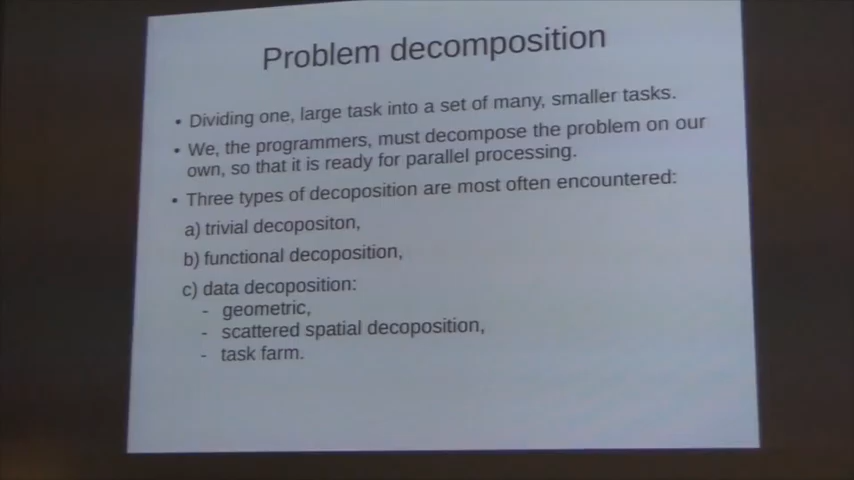 Problem decomposition
• Dividing one, large task into a set of many, smaller tasks.
• We, the programmers, must decompose the problem on our
own, so that it is ready for parallel processing.
• Three types of decoposition are most often encountered:
a) trivial decopositon,
b) functional decoposition,
c) data decoposition:
- geometric,
- scattered spatial decoposition,
- task farm.